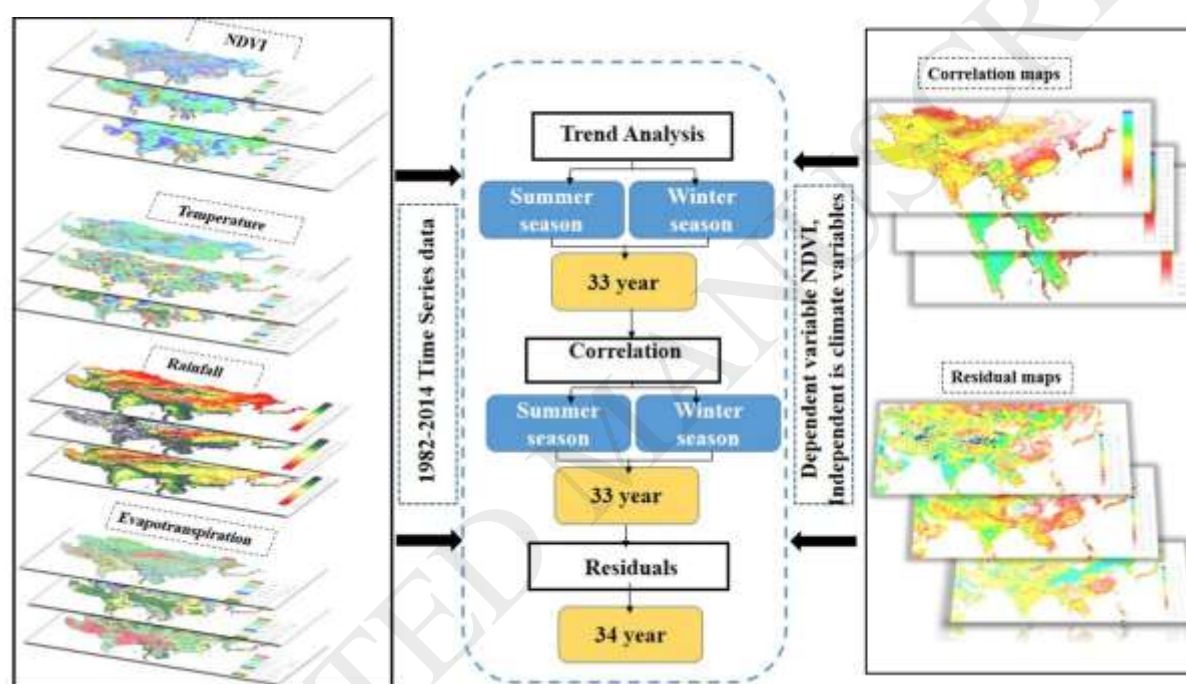 NDVI
Temperature
Rainfall
Evapotranspiration
1982-2014 Time Series data
Trend Analysis
Summer
season
Winter
season
33 year
Correlation
Summer
season
Winter
season
33 year
Residuals
34 year
Dependent variable NDVI,
Independent is climate variables
Correlation maps
Residual maps
TED MANUSCRI